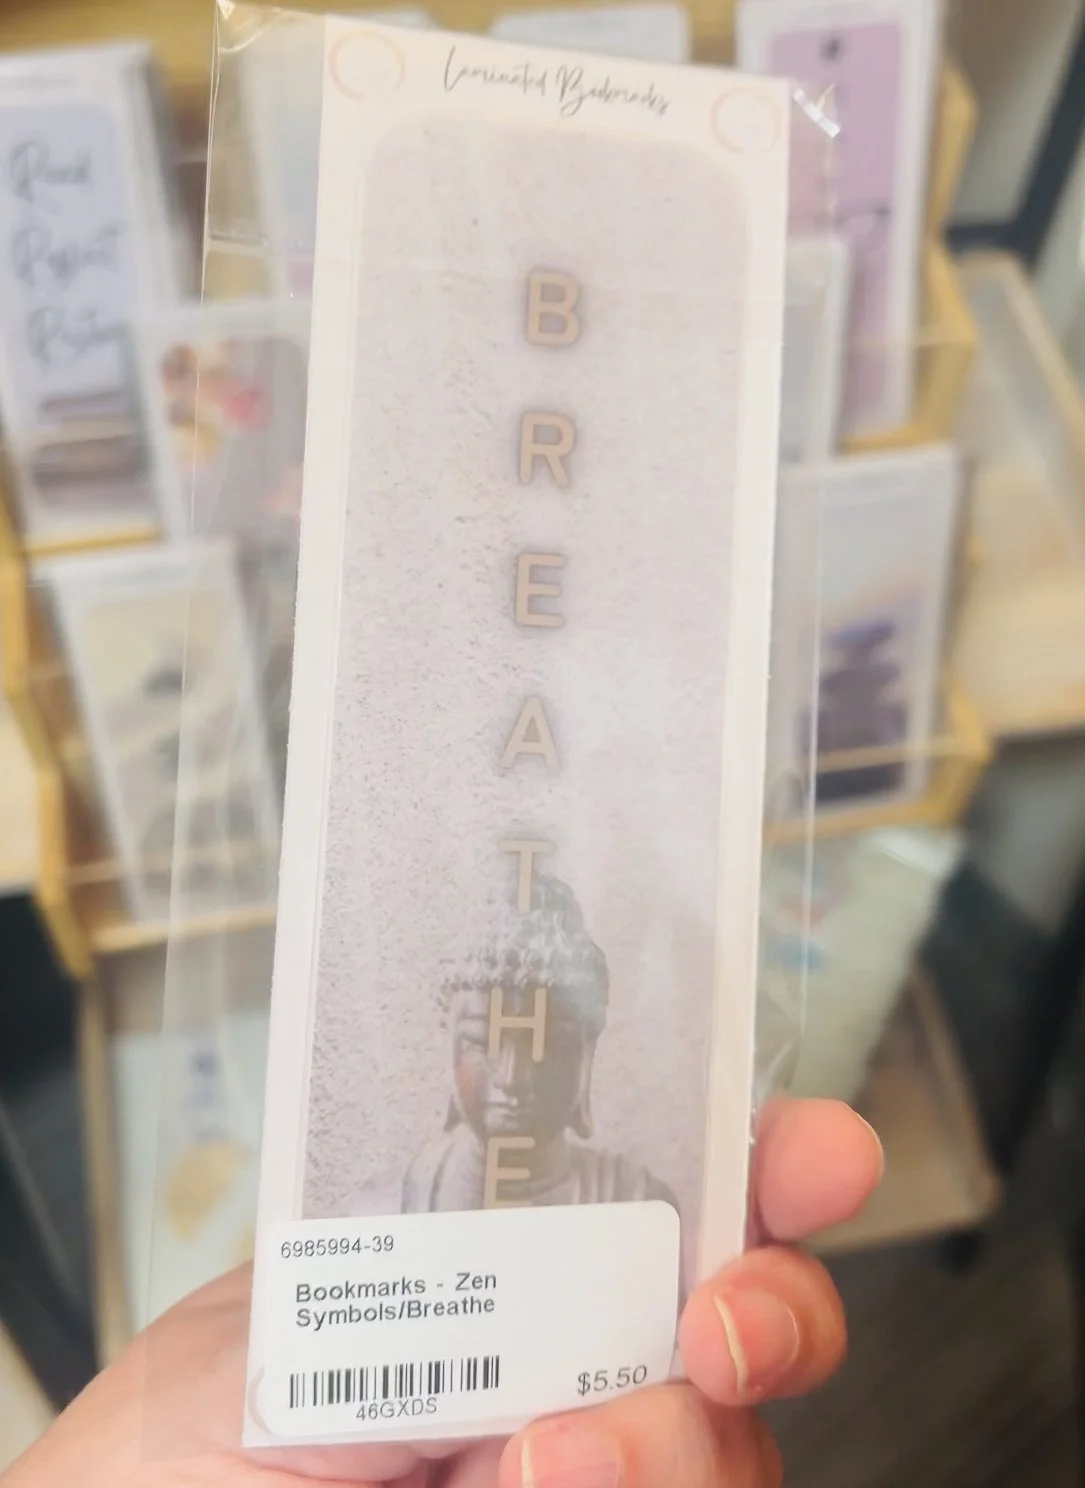 Laminated Bookmarks
B
R
E
A
T
H
E
6985994-39
Bookmarks - Zen
Symbols/Breathe
46GXDS
$5.50